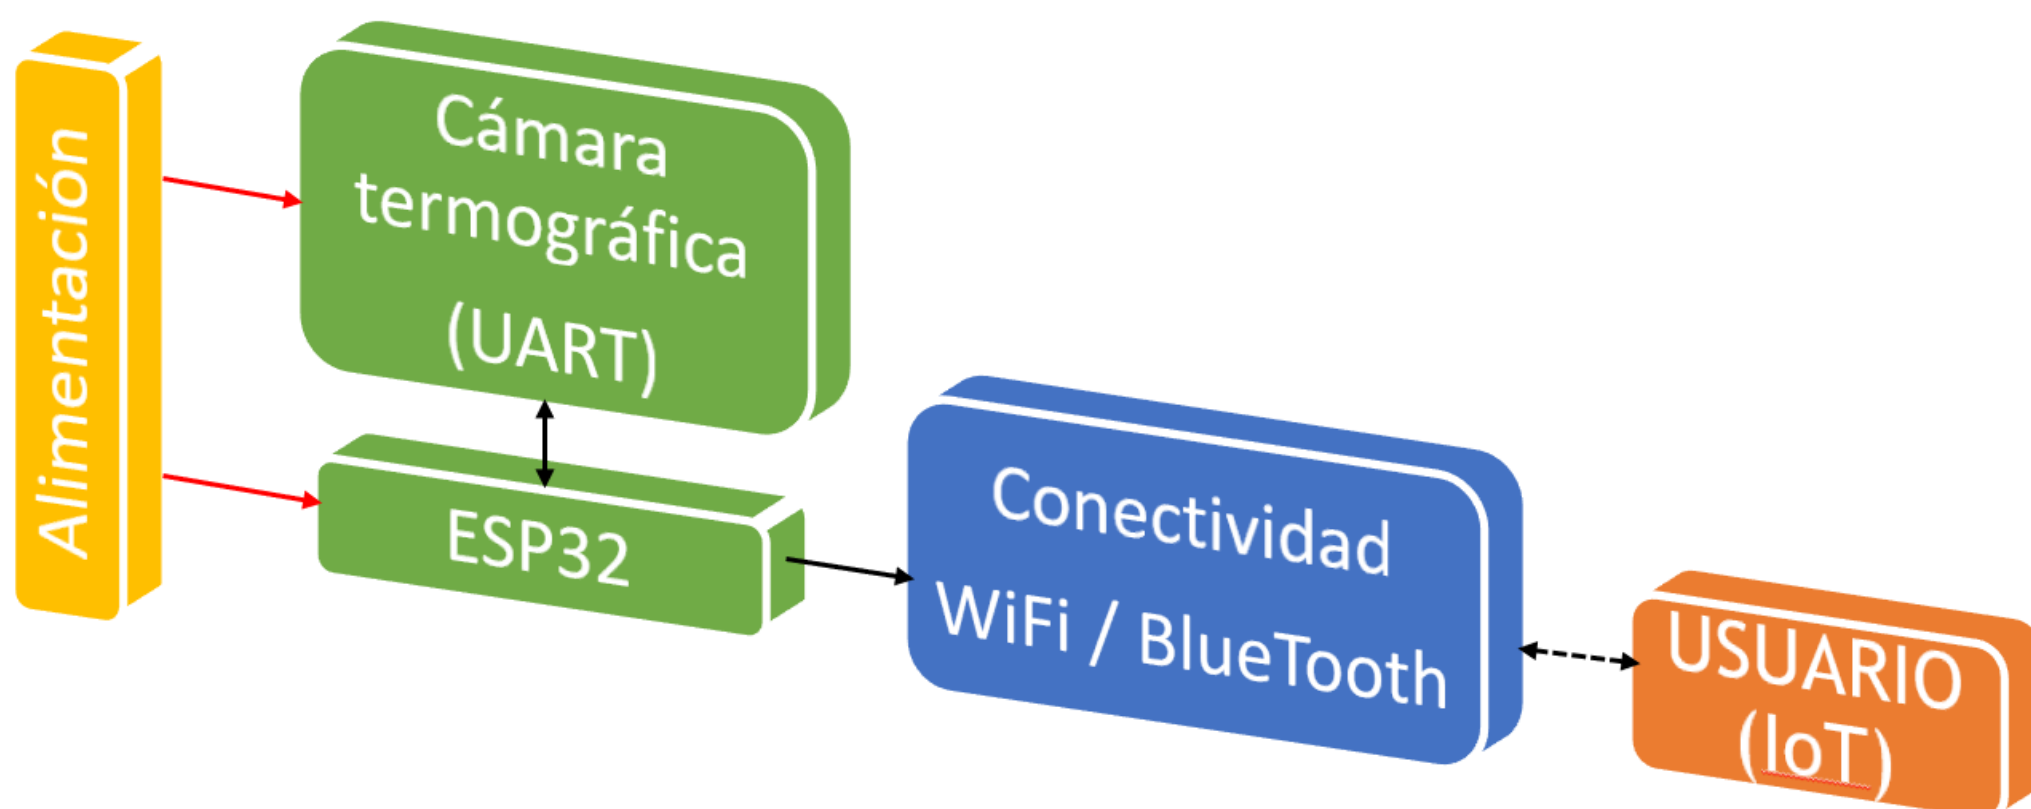 Alimentación
Cámara
termográfica
(UART)
ESP32
Conectividad
WiFi / BlueTooth
USUARIO
(IoT)